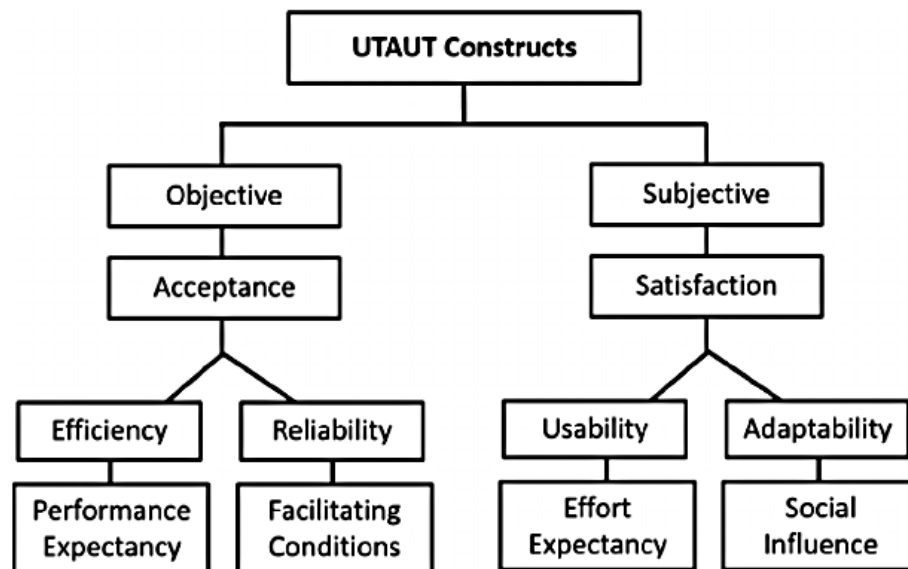 UTAUT Constructs
Objective
Subjective
Acceptance
Satisfaction
Efficiency
Reliability
Usability
Adaptability
Performance
Expectancy
Facilitating
Conditions
Effort
Expectancy
Social
Influence